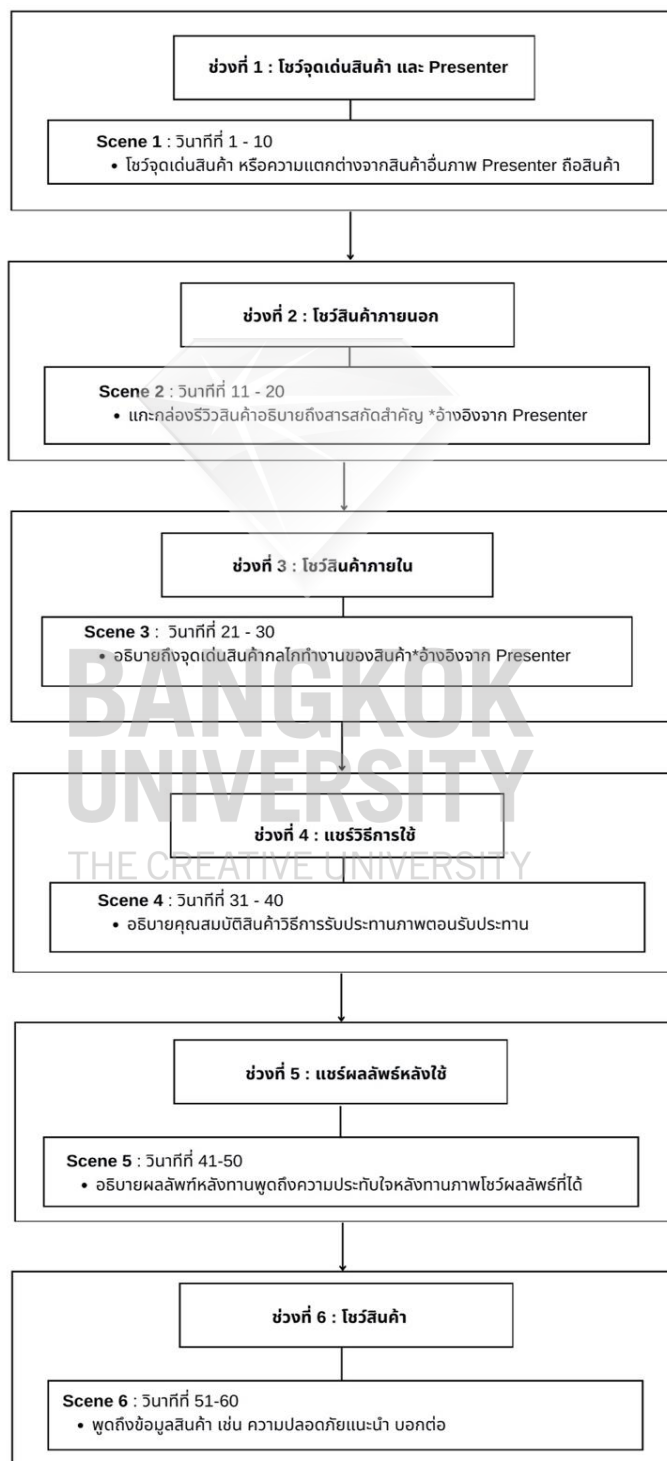 ช่วงที่ 1 : โชว์จุดเด่นสินค้า และ Presenter
Scene 1 : วินาทีที่ 1 - 10
• โชว์จุดเด่นสินค้า หรือความแตกต่างจากสินค้าอื่นภาพ Presenter ถือสินค้า
ช่วงที่ 2 : โชว์สินค้าภายนอก
Scene 2 : วินาทีที่ 11 - 20
• แกะกล่องรีวิวสินค้าอธิบายถึงสารสกัดสำคัญ *อ้างอิงจาก Presenter
ช่วงที่ 3 : โชว์สินค้าภายใน
Scene 3 : วินาทีที่ 21 - 30
• อธิบายถึงจุดเด่นสินค้ากลไกทำงานของสินค้า*อ้างอิงจาก Presenter
BANGKOK
UNIVERSITY
THE CREATIVE UNIVERSITY
ช่วงที่ 4 : แชร์วิธีการใช้
Scene 4 : วินาทีที่ 31 - 40
• อธิบายคุณสมบัติสินค้าวิธีการรับประทานภาพตอนรับประทาน
ช่วงที่ 5 : แชร์ผลลัพธ์หลังใช้
Scene 5 : วินาทีที่ 41-50
• อธิบายผลลัพท์หลังทานพูดถึงความประทับใจหลังทานภาพโชว์ผลลัพธ์ที่ได้
ช่วงที่ 6 : โชว์สินค้า
Scene 6 : วินาทีที่ 51-60
• พูดถึงข้อมูลสินค้า เช่น ความปลอดภัยแนะนำ บอกต่อ